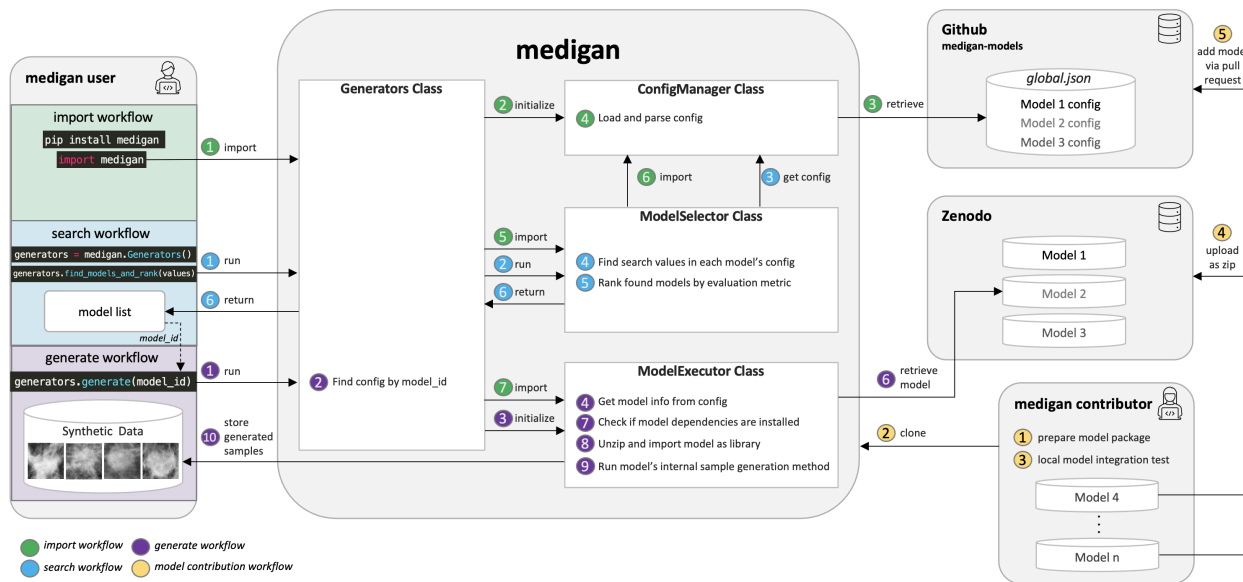 medigan user
import workflow
pip install medigan
import medigan
1 import
search workflow
generators = medigan.Generators()
generators.find_models_and_rank(values)
1 run
6 return
model list
model_id
generate workflow
generators.generate(model_id)
1 run
Synthetic Data
10 store
generated
samples
medigan
Generators Class
2 Find config by model_id
2 initialize
ConfigManager Class
4 Load and parse config
3 retrieve
6 import
3 get config
ModelSelector Class
5 import
2 run
6 return
4 Find search values in each model's config
5 Rank found models by evaluation metric
ModelExecutor Class
7 import
3 initialize
4 Get model info from config
7 Check if model dependencies are installed
8 Unzip and import model as library
9 Run model's internal sample generation method
6 retrieve
model
Github
medigan-models
global.json
Model 1 config
Model 2 config
Model 3 config
5
add model
via pull
request
Zenodo
Model 1
Model 2
Model 3
4
upload
as zip
medigan contributor
2 clone
1 prepare model package
3 local model integration test
Model 4
Model n
import workflow
generate workflow
search workflow
model contribution workflow